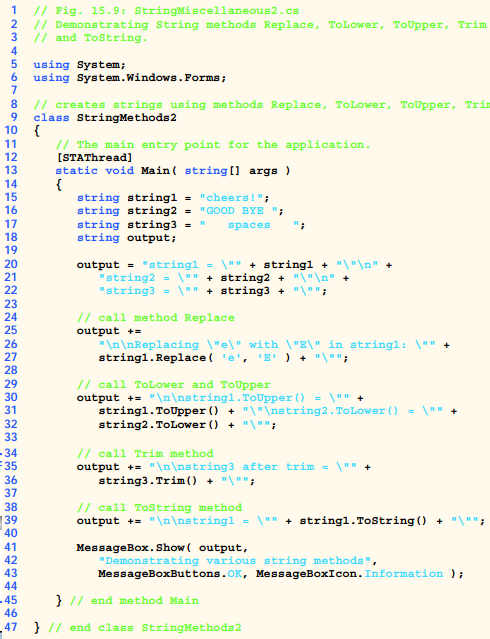 1 // Fig. 15.9: StringMiscellaneous2.cs
2 // Demonstrating String methods Replace, ToLower, ToUpper, Trim
3 // and ToString.
4
5 using System;
6 using System.Windows.Forms;
7
8 // creates strings using methods Replace, ToLower, ToUpper, Trim
9 class StringMethods2
10 {
11 // The main entry point for the application.
12 [STAThread]
13 static void Main( string[] args )
14 {
15 string string1 = "cheers!";
16 string string2 = "GOOD BYE ";
17 string string3 = "   spaces   ";
18 string output;
19
20 output = "string1 = \"" + string1 + "\"\n" +
21 "string2 = \"" + string2 + "\"\n" +
22 "string3 = \"" + string3 + "\"";
23
24 // call method Replace
25 output +=
26 "\n\nReplacing \"e\" with \"E\" in string1: \"" +
27 string1.Replace( 'e', 'E' ) + "\"";
28
29 // call ToLower and ToUpper
30 output += "\n\nstring1.ToUpper() = \"" +
31 string1.ToUpper() + "\"\nstring2.ToLower() = \"" +
32 string2.ToLower() + "\"";
33
34 // call Trim method
35 output += "\n\nstring3 after trim = \"" +
36 string3.Trim() + "\"";
37
38 // call ToString method
39 output += "\n\nstring1 = \"" + string1.ToString() + "\"";
40
41 MessageBox.Show( output,
42 "Demonstrating various string methods",
43 MessageBoxButtons.OK, MessageBoxIcon.Information );
44
45 } // end method Main
46
47 } // end class StringMethods2